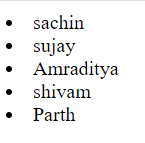 • sachin
• sujay
• Amraditya
• shivam
• Parth